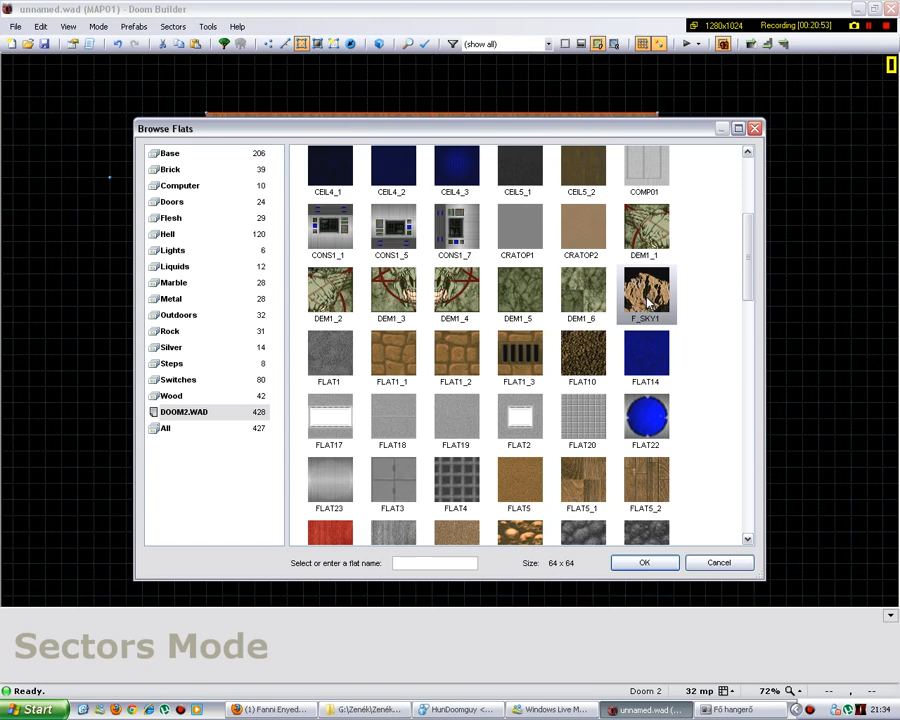 unnamed.wad (MAP01) - Doom Builder
1280x1024 Recording [00:20:53]
File Edit View Mode Prefabs Sectors Tools Help
(show all)
Browse Flats
Base 206
Brick 39
Computer 10
Doors 24
Flesh 29
Hell 120
Lights 6
Liquids 12
Marble 28
Metal 28
Outdoors 32
Rock 31
Silver 14
Steps 8
Switches 80
Wood 42
DOOM2.WAD 428
All 427
CEIL4_1 CEIL4_2 CEIL4_3 CEIL5_1 CEIL5_2 COMP01
CONS1_1 CONS1_5 CONS1_7 CRATOP1 CRATOP2 DEM1_1
DEM1_2 DEM1_3 DEM1_4 DEM1_5 DEM1_6 F_SKY1
FLAT1 FLAT1_1 FLAT1_2 FLAT1_3 FLAT10 FLAT14
FLAT17 FLAT18 FLAT19 FLAT2 FLAT20 FLAT22
FLAT23 FLAT3 FLAT4 FLAT5 FLAT5_1 FLAT5_2
Select or enter a flat name: Size: 64 x 64 OK Cancel
Sectors Mode
Ready. Doom 2 32 mp 72% -- , --
Start (1) Fanni Enyed... G:\Zenék\Zenék... HunDoomguy <... Windows Live M... unnamed.wad (... Fő hangerő 21:34